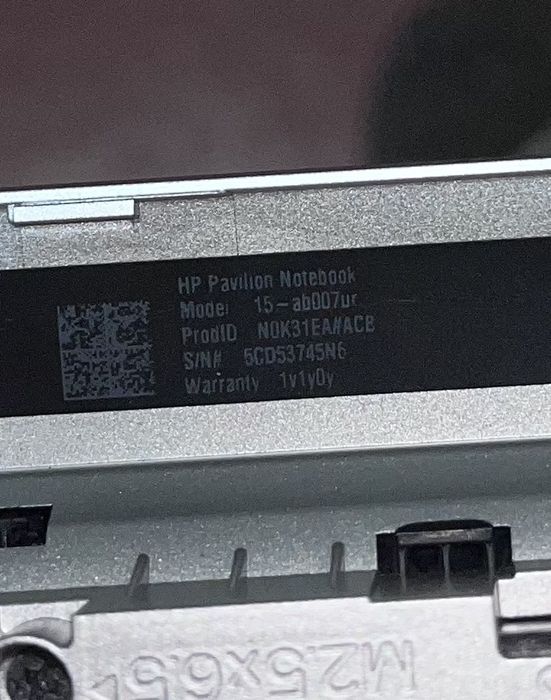 HP Pavilion Notebook
Model 15-ab007ur
ProdID N0K31EA#ACB
S/N# 5CD53745N6
Warranty 1y1y0y
M2.5x6.5